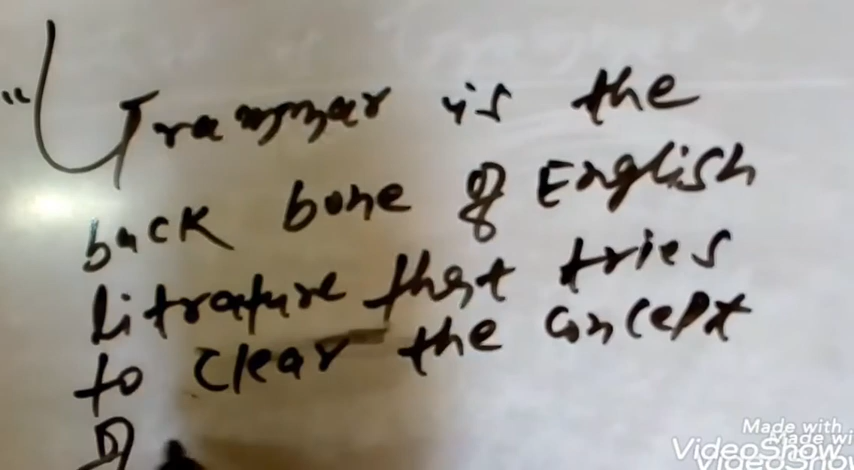 "Grammar is the
back bone of English
litrature that tries
to clear the concept
Made with
VideoShow